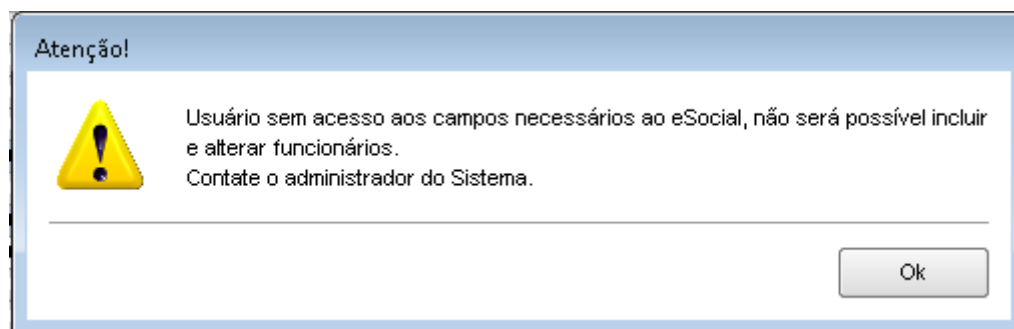 Atenção!
Usuário sem acesso aos campos necessários ao eSocial, não será possível incluir
e alterar funcionários.
Contate o administrador do Sistema.
Ok